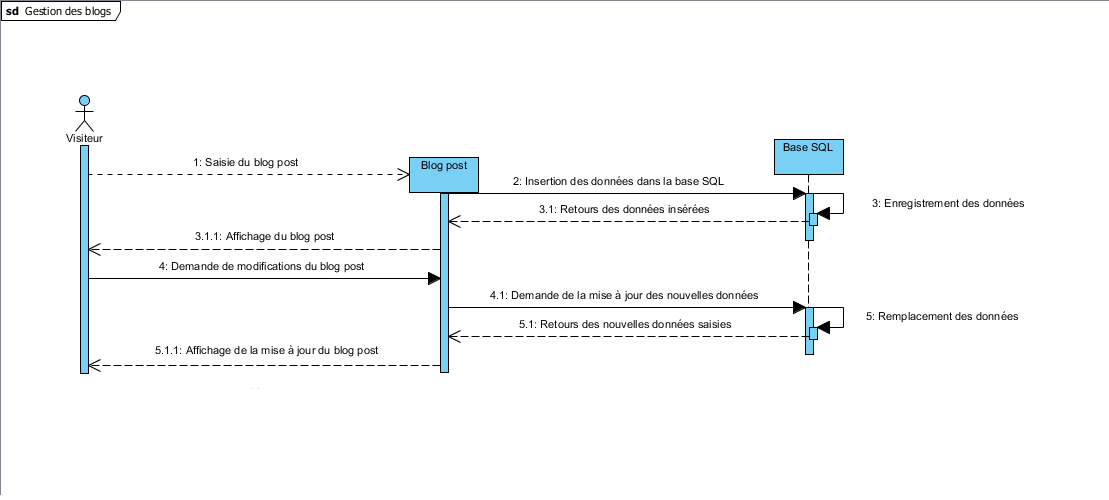 sd Gestion des blogs
Visiteur
Blog post
Base SQL
1: Saisie du blog post
2: Insertion des données dans la base SQL
3: Enregistrement des données
3.1: Retours des données insérées
3.1.1: Affichage du blog post
4: Demande de modifications du blog post
4.1: Demande de la mise à jour des nouvelles données
5: Remplacement des données
5.1: Retours des nouvelles données saisies
5.1.1: Affichage de la mise à jour du blog post